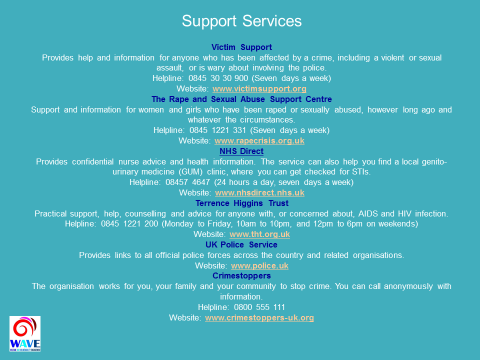 Support Services
Victim Support
Provides help and information for anyone who has been affected by a crime, including a violent or sexual
assault, or is wary about involving the police.
Helpline: 0845 30 30 900 (Seven days a week)
Website: www.victimsupport.org
The Rape and Sexual Abuse Support Centre
Support and information for women and girls who have been raped or sexually abused, however long ago and
whatever the circumstances.
Helpline: 0845 1221 331 (Seven days a week)
Website: www.rapecrisis.org.uk
NHS Direct
Provides confidential nurse advice and health information. The service can also help you find a local genito-
urinary medicine (GUM) clinic, where you can get checked for STIs.
Helpline: 08457 4647 (24 hours a day, seven days a week)
Website: www.nhsdirect.nhs.uk
Terrence Higgins Trust
Practical support, help, counselling and advice for anyone with, or concerned about, AIDS and HIV infection.
Helpline: 0845 1221 200 (Monday to Friday, 10am to 10pm, and 12pm to 6pm on weekends)
Website: www.tht.org.uk
UK Police Service
Provides links to all official police forces across the country and related organisations.
Website: www.police.uk
Crimestoppers
The organisation works for you, your family and your community to stop crime. You can call anonymously with
information.
Helpline: 0800 555 111
Website: www.crimestoppers-uk.org
WAVE